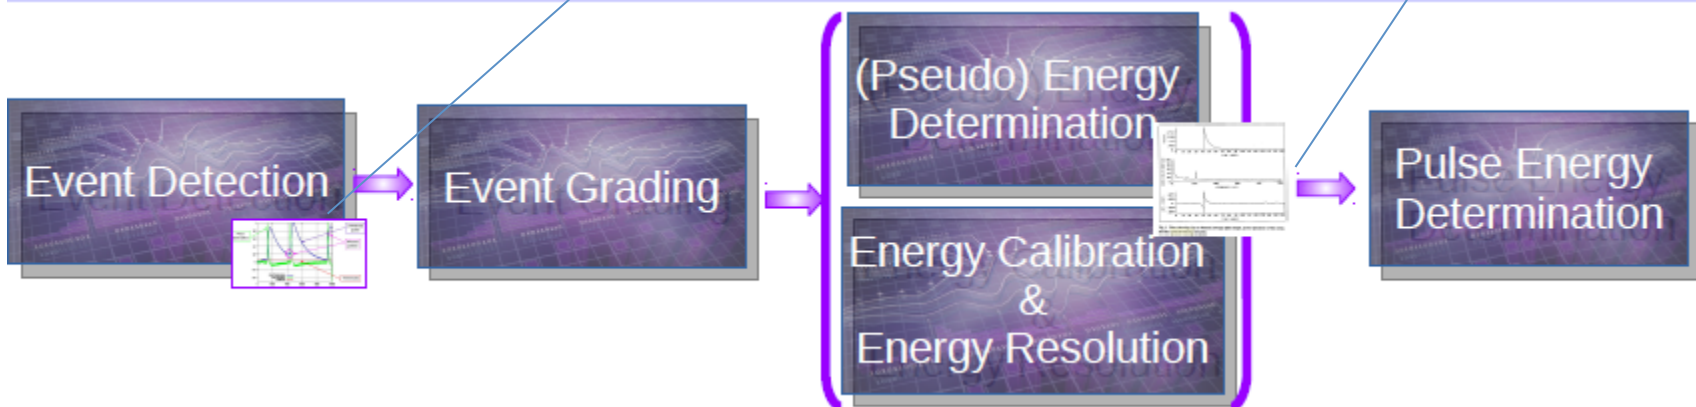 Event Detection
Event Grading
(Pseudo) Energy
Determination
Energy Calibration
&
Energy Resolution
Pulse Energy
Determination